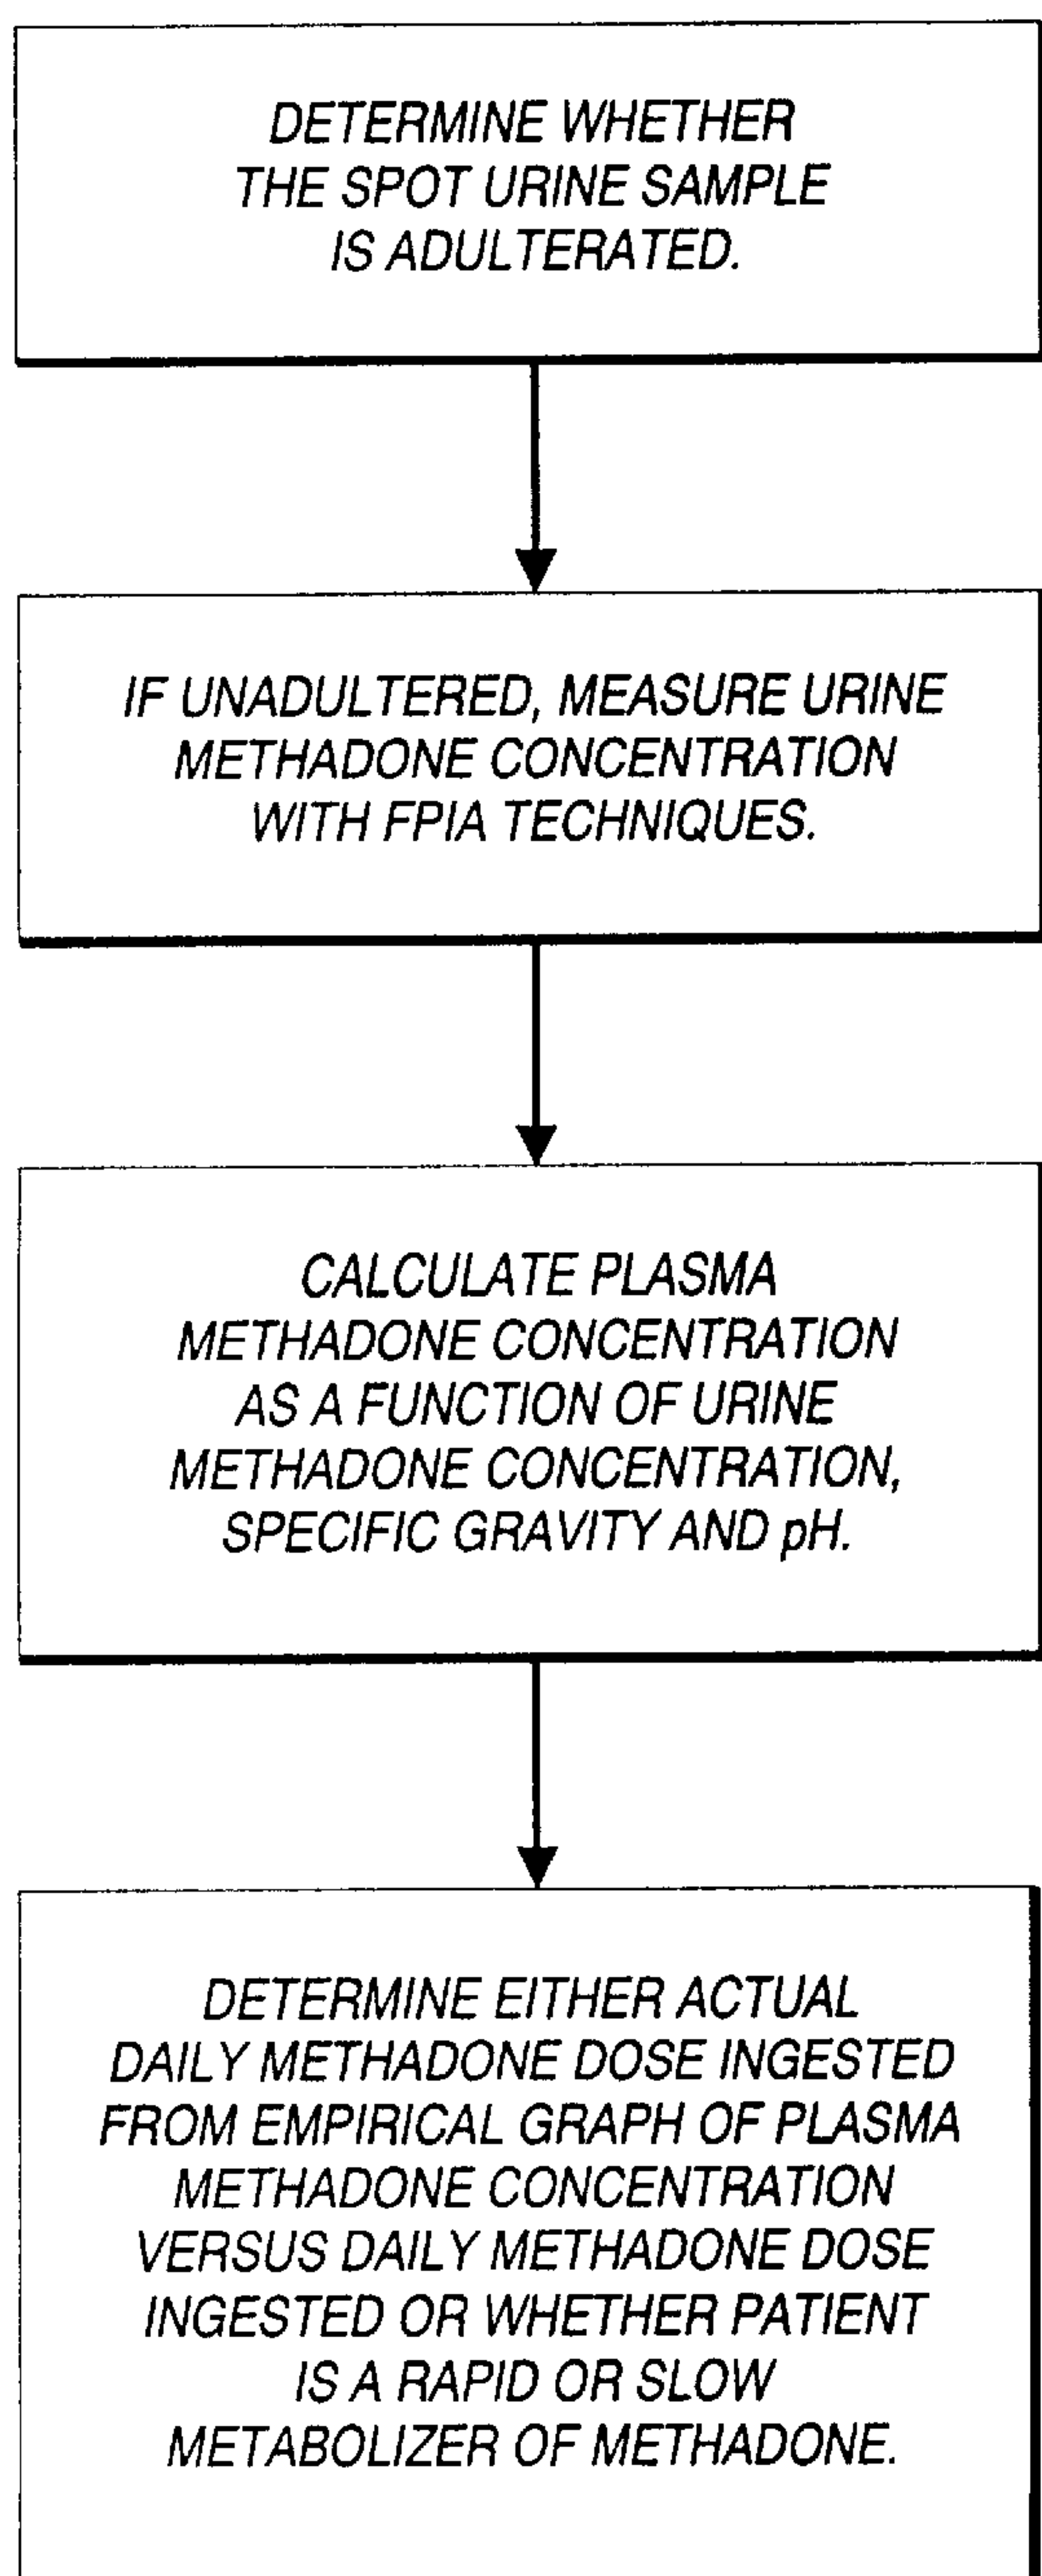 DETERMINE WHETHER
THE SPOT URINE SAMPLE
IS ADULTERATED.
IF UNADULTERED, MEASURE URINE
METHADONE CONCENTRATION
WITH FPIA TECHNIQUES.
CALCULATE PLASMA
METHADONE CONCENTRATION
AS A FUNCTION OF URINE
METHADONE CONCENTRATION,
SPECIFIC GRAVITY AND pH.
DETERMINE EITHER ACTUAL
DAILY METHADONE DOSE INGESTED
FROM EMPIRICAL GRAPH OF PLASMA
METHADONE CONCENTRATION
VERSUS DAILY METHADONE DOSE
INGESTED OR WHETHER PATIENT
IS A RAPID OR SLOW
METABOLIZER OF METHADONE.